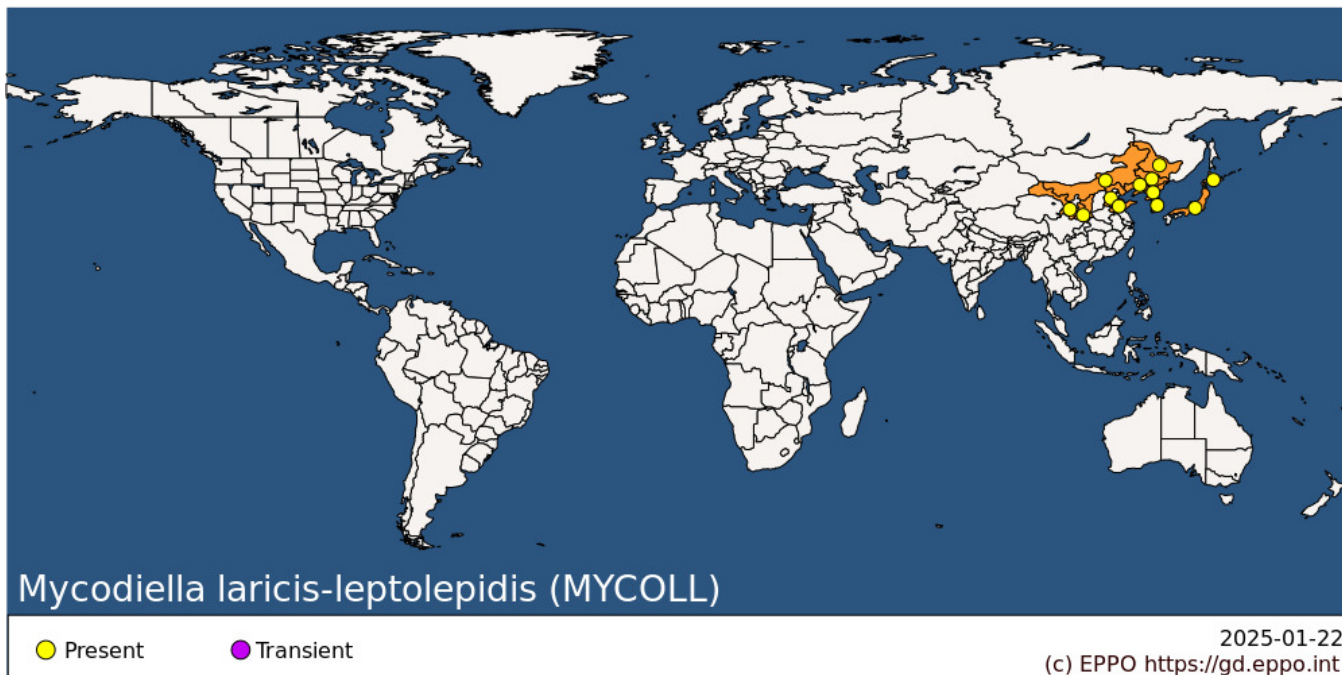 Mycodiella laricis-leptolepidis (MYCOLL)
Present
Transient
2025-01-22
(c) EPPO https://gd.eppo.int